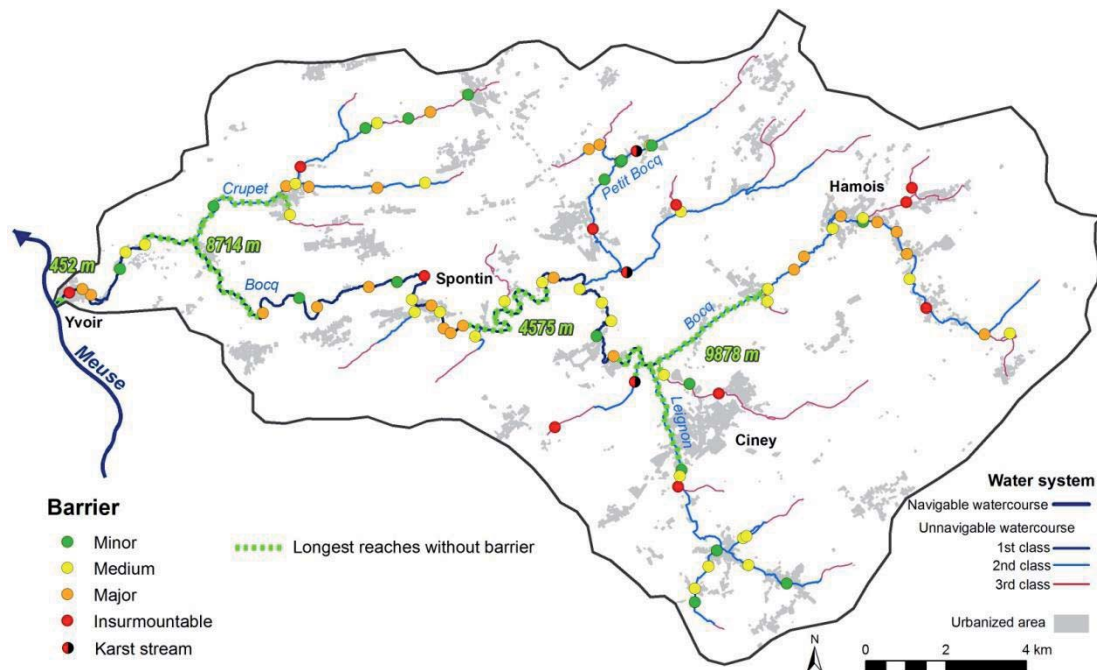 Hamois
Petit Bocq
Crupet
8714 m
452 m
Spontin
Bocq
Bocq
Yvoir
4575 m
9878 m
Meuse
Leignon
Ciney
Barrier
Minor
Medium
Major
Insurmountable
Karst stream
Longest reaches without barrier
Water system
Navigable watercourse
Unnavigable watercourse
1st class
2nd class
3rd class
Urbanized area
N
0 2 4 km